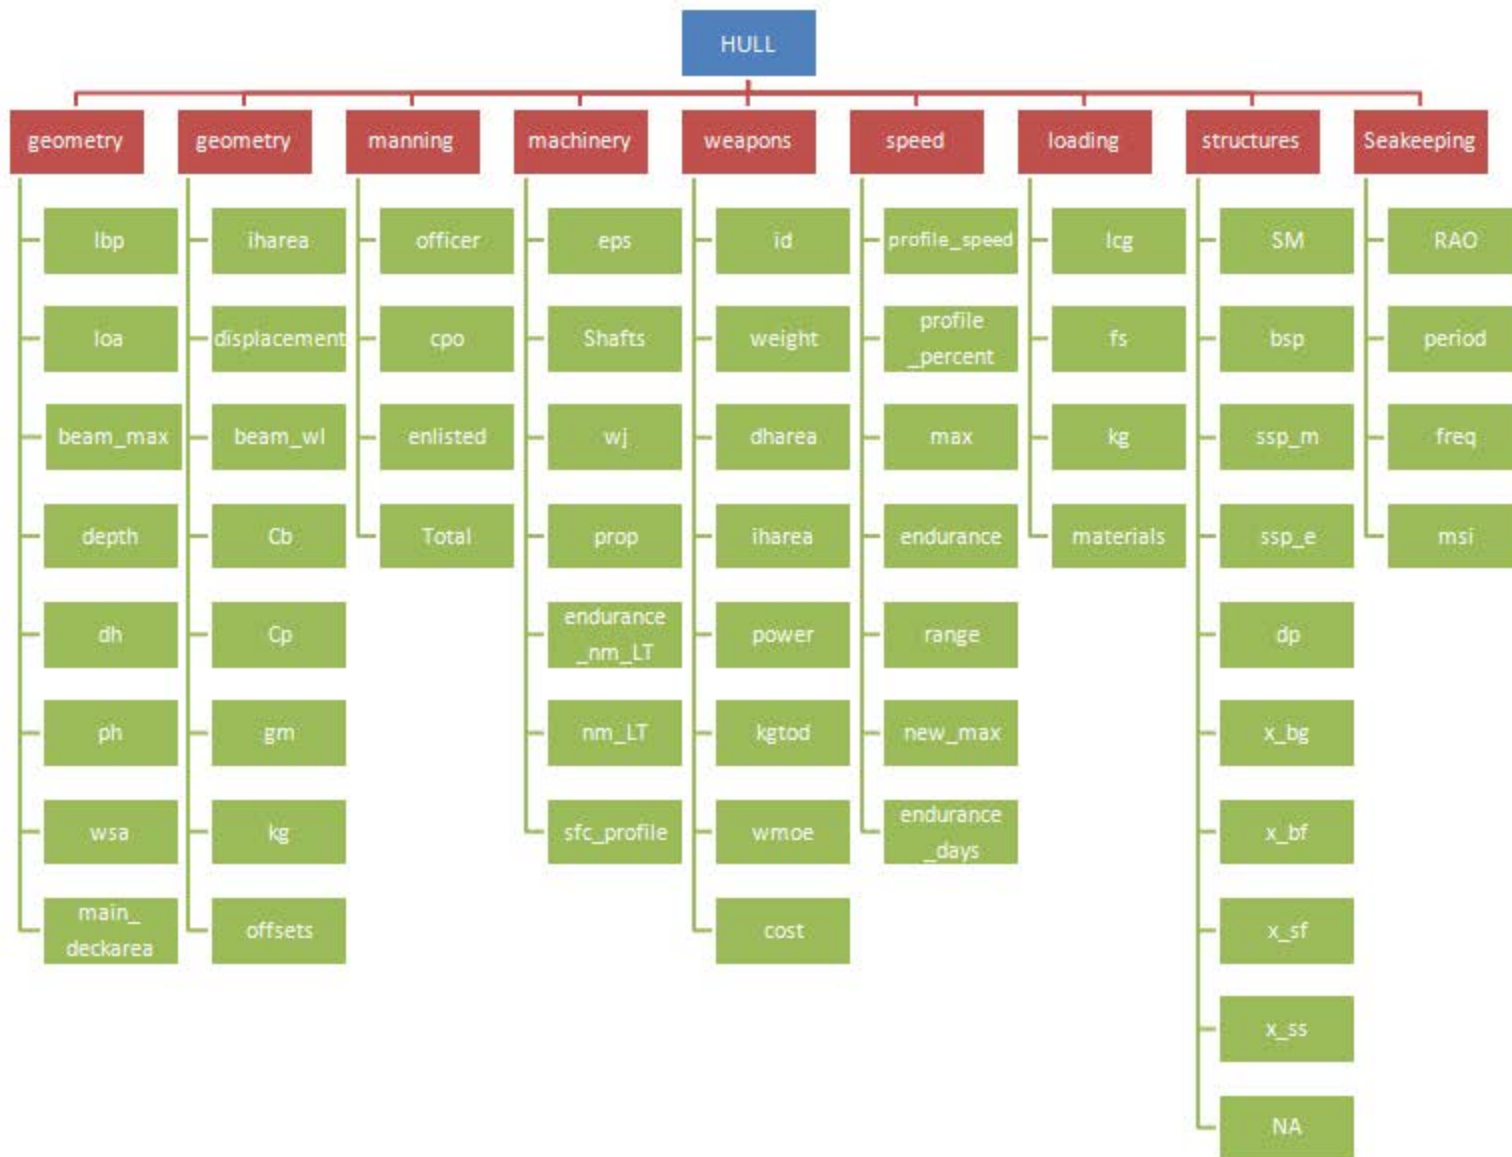 HULL
geometry
geometry
manning
machinery
weapons
speed
loading
structures
Seakeeping
lbp
loa
beam_max
depth
dh
ph
wsa
main_
deckarea
iharea
displacement
beam_wl
Cb
Cp
gm
kg
offsets
officer
cpo
enlisted
Total
eps
Shafts
wj
prop
endurance
_nm_LT
nm_LT
sfc_profile
id
weight
dharea
iharea
power
kgtod
wmoe
cost
profile_speed
profile
_percent
max
endurance
range
new_max
endurance
_days
lcg
fs
kg
materials
SM
bsp
ssp_m
ssp_e
dp
x_bg
x_bf
x_sf
x_ss
NA
RAO
period
freq
msi